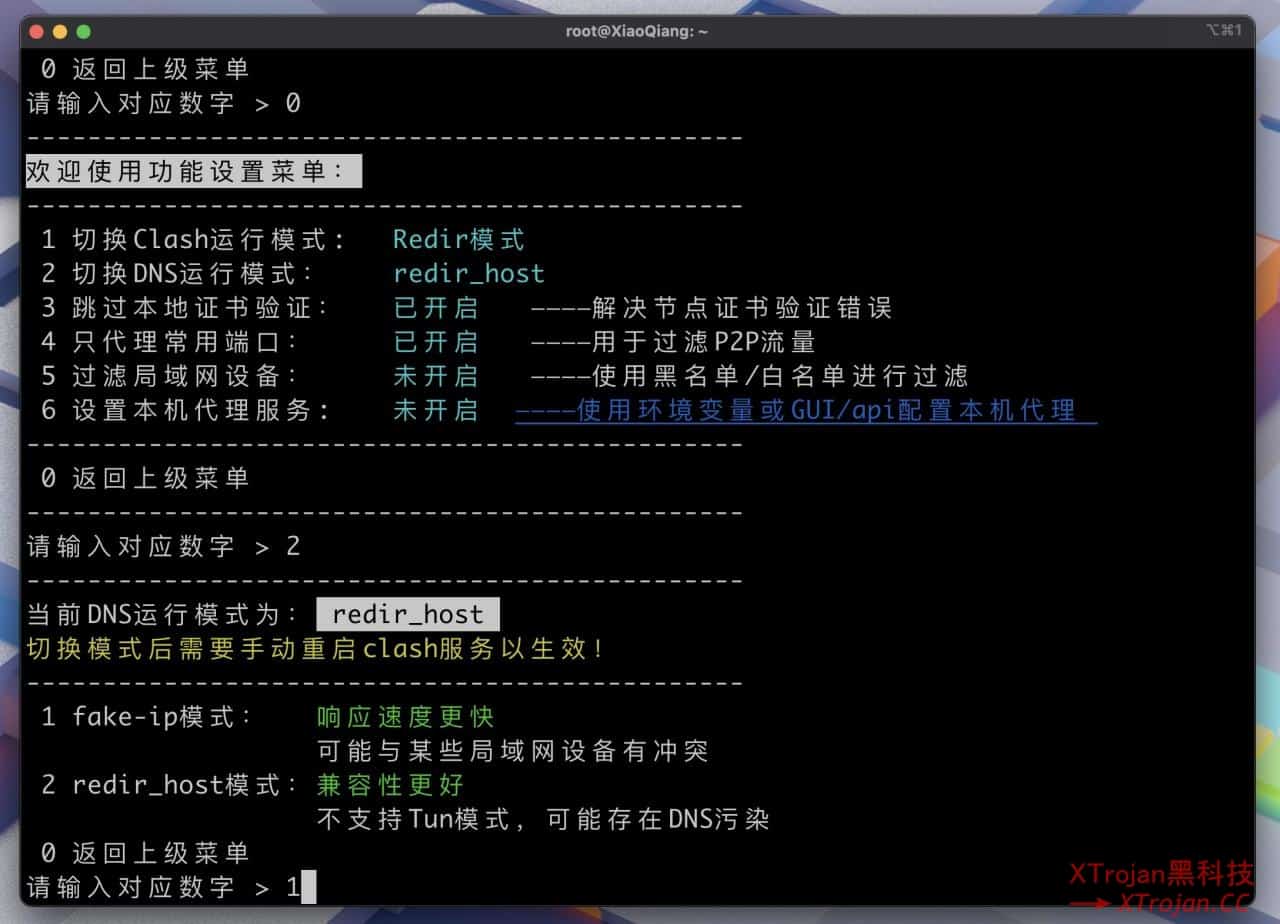 root@XiaoQiang: ~
⌥⌘1
0 返回上级菜单
请输入对应数字 > 0
-----------------------------------------------
欢迎使用功能设置菜单：
-----------------------------------------------
1 切换Clash运行模式： Redir模式
2 切换DNS运行模式： redir_host
3 跳过本地证书验证： 已开启 ————解决节点证书验证错误
4 只代理常用端口： 已开启 ————用于过滤P2P流量
5 过滤局域网设备： 未开启 ————使用黑名单/白名单进行过滤
6 设置本机代理服务： 未开启 ————使用环境变量或GUI/api配置本机代理
-----------------------------------------------
0 返回上级菜单
-----------------------------------------------
请输入对应数字 > 2
-----------------------------------------------
当前DNS运行模式为： redir_host
切换模式后需要手动重启clash服务以生效！
-----------------------------------------------
1 fake-ip模式： 响应速度更快
可能与某些局域网设备有冲突
2 redir_host模式： 兼容性更好
不支持Tun模式，可能存在DNS污染
0 返回上级菜单
请输入对应数字 > 1
XTrojan黑科技
XTrojan.CC